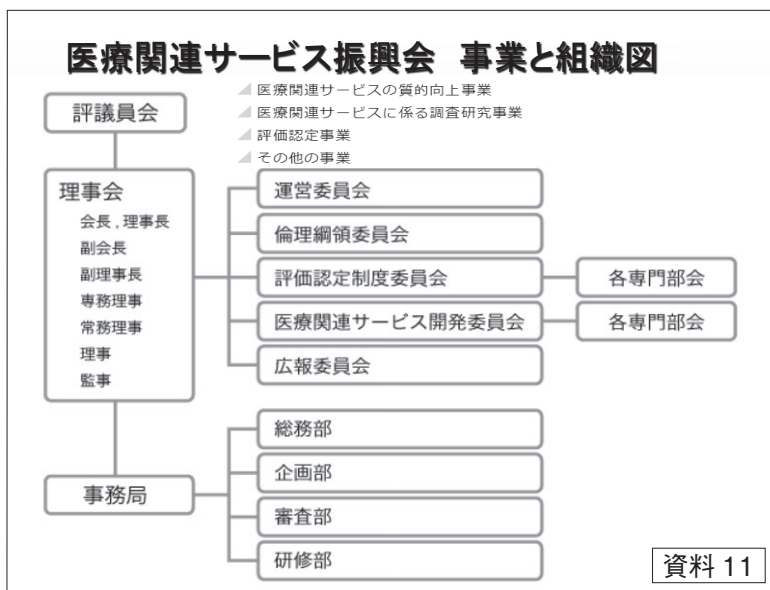 医療関連サービス振興会 事業と組織図
医療関連サービスの質的向上事業
医療関連サービスに係る調査研究事業
評価認定事業
その他の事業
評議員会
理事会
会長,理事長
副会長
副理事長
専務理事
常務理事
理事
監事
運営委員会
倫理綱領委員会
評価認定制度委員会
各専門部会
医療関連サービス開発委員会
各専門部会
広報委員会
事務局
総務部
企画部
審査部
研修部
資料 11